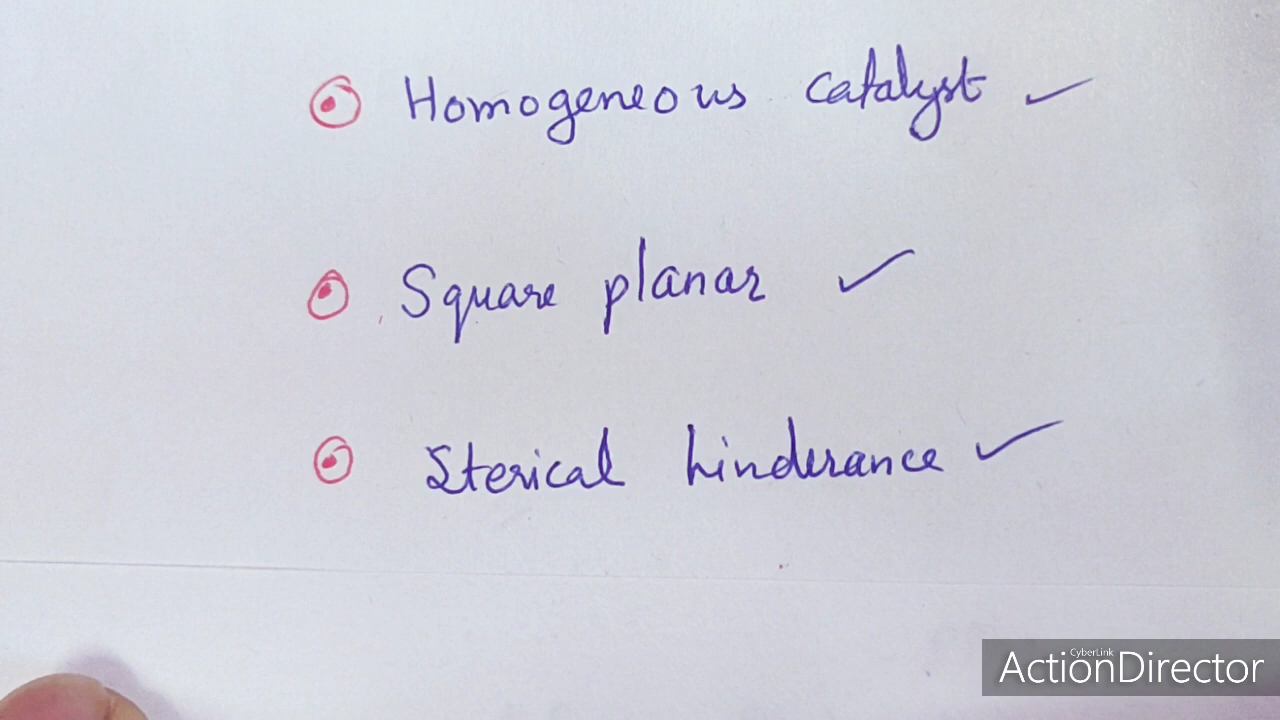 Homogeneous catalyst
Square planar
Sterical hinderance
CyberLink
ActionDirector